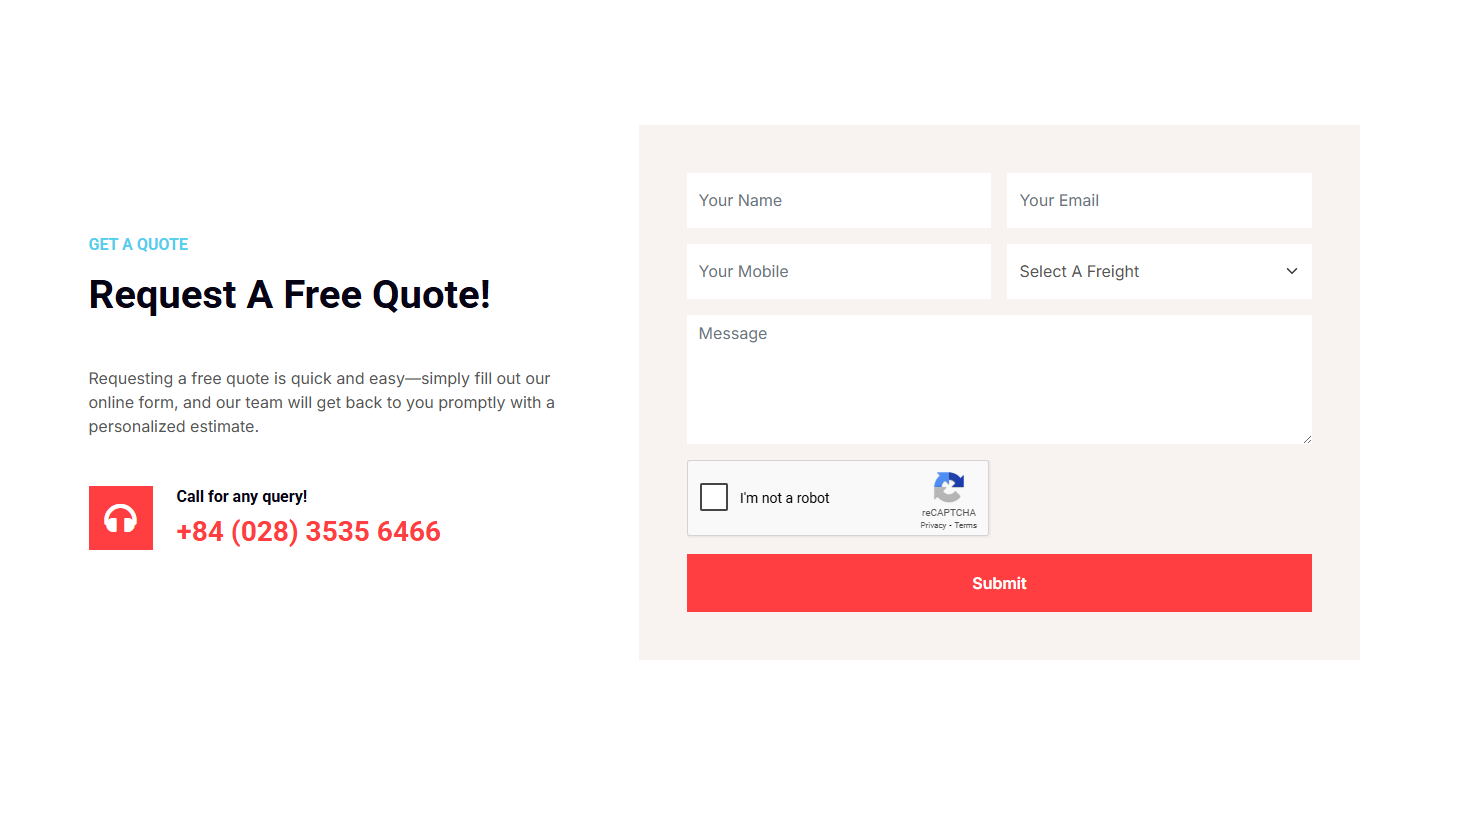 GET A QUOTE
Request A Free Quote!
Requesting a free quote is quick and easy—simply fill out our
online form, and our team will get back to you promptly with a
personalized estimate.
Call for any query!
+84 (028) 3535 6466
Your Name
Your Email
Your Mobile
Select A Freight
Message
I'm not a robot
reCAPTCHA
Privacy - Terms
Submit